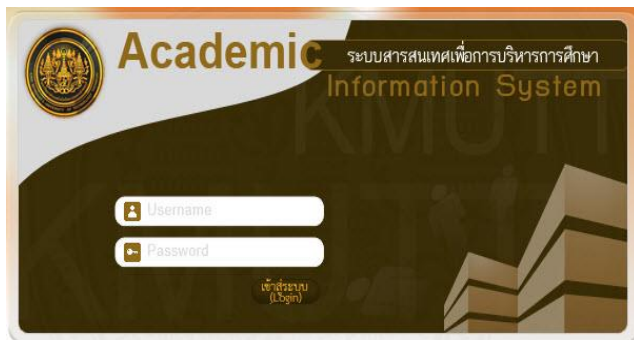 Academic
ระบบสารสนเทศเพื่อการบริหารการศึกษา
Information System
KMUTT
KMUTT
Username
Password
เข้าสู่ระบบ
(Login)